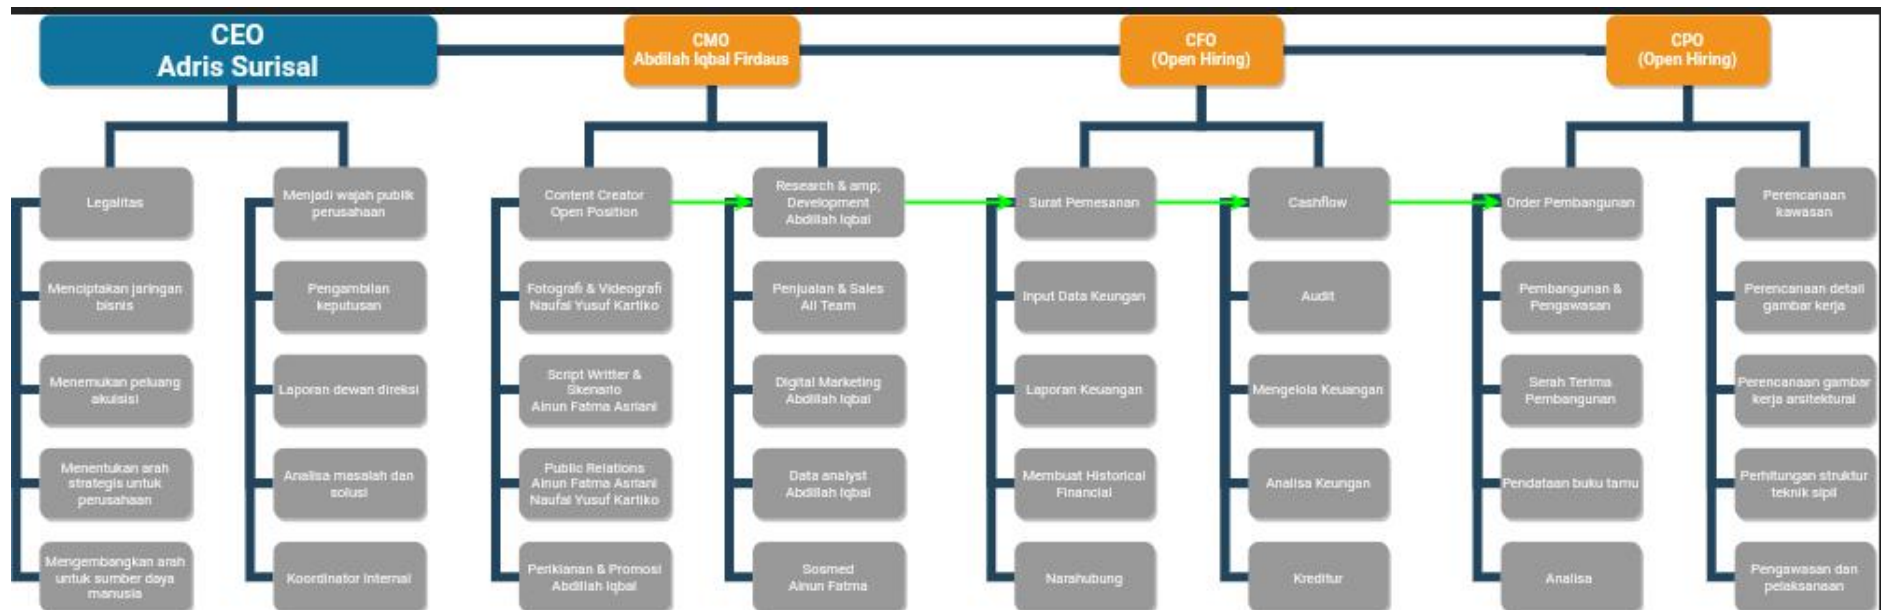 CEO
Adris Surisal
CMO
Abdilah Iqbal Firdaus
CFO
(Open Hiring)
CPO
(Open Hiring)
Legalitas
Menciptakan jaringan
bisnis
Menemukan peluang
akuisisi
Menentukan arah
strategis untuk
perusahaan
Mengembangkan arah
untuk sumber daya
manusia
Menjadi wajah publik
perusahaan
Pengambilan
keputusan
Laporan dewan direksi
Analisa masalah dan
solusi
Koordinator Internal
Content Creator
Open Position
Fotografi & Videografi
Naufal Yusuf Kartiko
Script Writter &
Skenario
Ainun Fatma Asriani
Public Relations
Ainun Fatma Asriani
Naufal Yusuf Kartiko
Periklanan & Promosi
Abdillah Iqbal
Research & amp;
Development
Abdillah Iqbal
Penjualan & Sales
All Team
Digital Marketing
Abdillah Iqbal
Data analyst
Abdillah Iqbal
Sosmed
Ainun Fatma
Surat Pemesanan
Input Data Keungan
Laporan Keuangan
Membuat Historical
Financial
Narahubung
Cashflow
Audit
Mengelola Keuangan
Analisa Keungan
Kreditur
Order Pembangunan
Pembangunan &
Pengawasan
Serah Terima
Pembangunan
Pendataan buku tamu
Analisa
Perencanaan
kawasan
Perencanaan detail
gambar kerja
Perencanaan gambar
kerja arsitektural
Perhitungan struktur
teknik sipil
Pengawasan dan
pelaksanaan